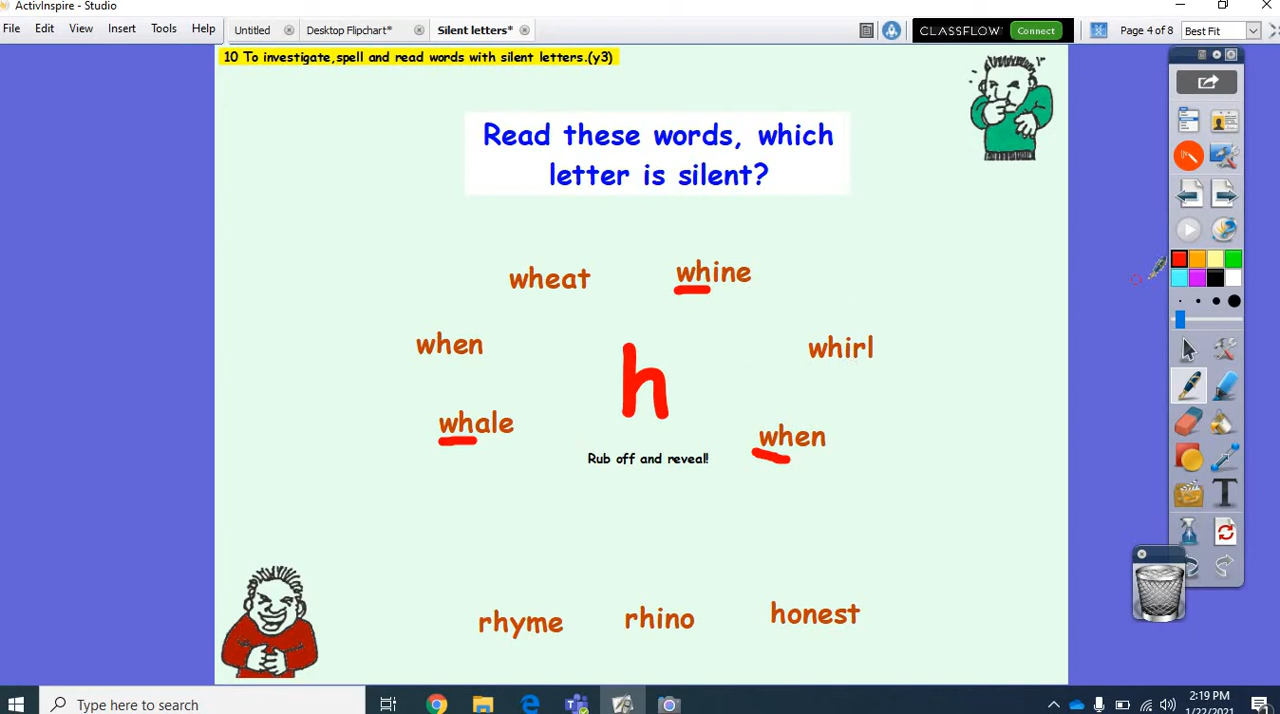 ActivInspire - Studio
File Edit View Insert Tools Help
Untitled Desktop Flipchart* Silent letters*
CLASSFLOW Connect
Page 4 of 8 Best Fit
10 To investigate,spell and read words with silent letters.(y3)
Read these words, which
letter is silent?
wheat whine
when whirl
h
whale when
Rub off and reveal!
rhyme rhino honest
T
Type here to search
2:19 PM
1/22/2021